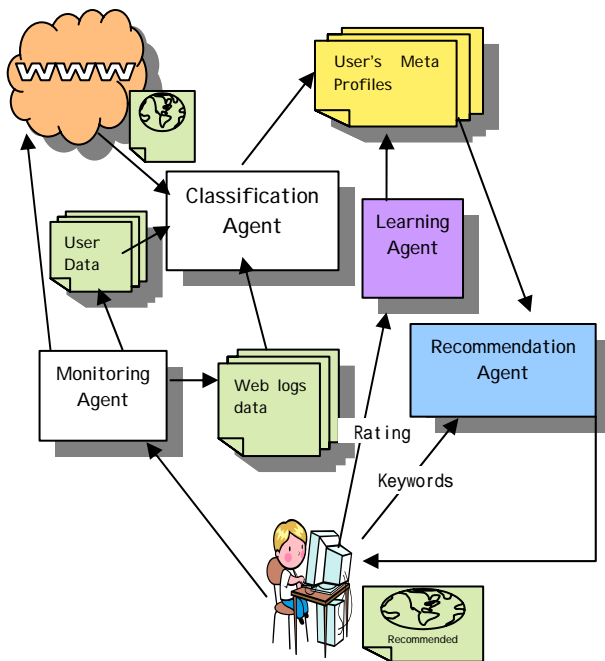 WWW
User's Meta
Profiles
Classification
Agent
Learning
Agent
User
Data
Recommendation
Agent
Monitoring
Agent
Web logs
data
Rating
Keywords
Recommended